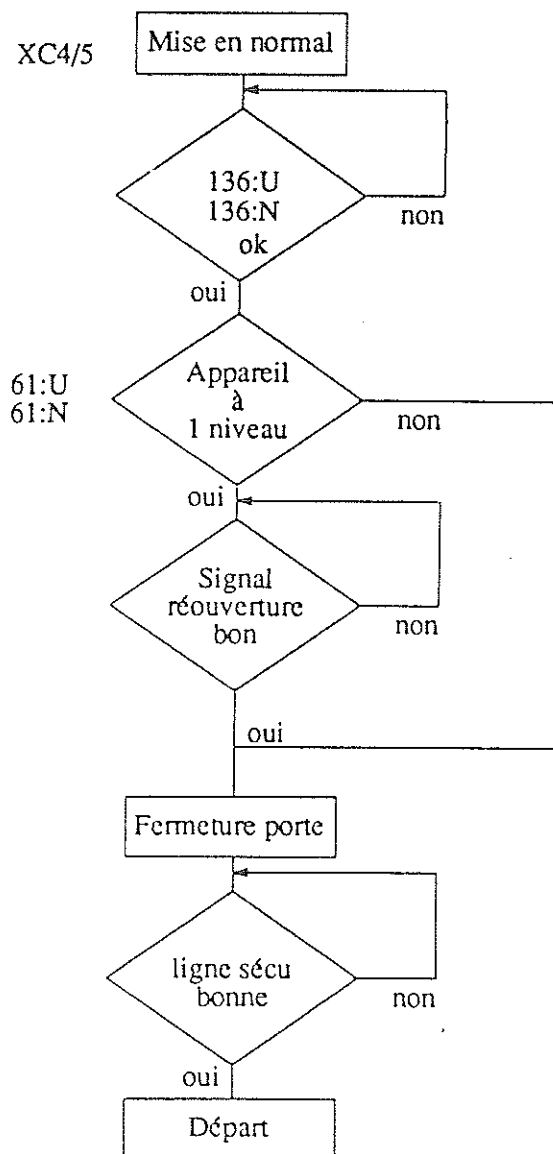 XC4/5
Mise en normal
136:U
136:N
ok
non
oui
61:U
61:N
Appareil
à
1 niveau
non
oui
Signal
réouverture
bon
non
oui
Fermeture porte
ligne sécu
bonne
non
oui
Départ